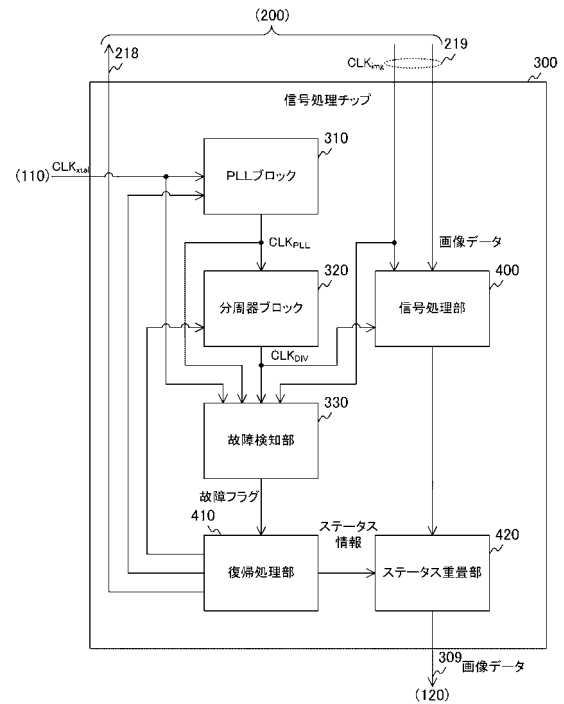 (200)
218
219
CLKimg
300
信号処理チップ
310
(110)
CLKxtal
PLLブロック
CLKPLL
画像データ
320
400
分周器ブロック
信号処理部
CLKDIV
330
故障検知部
故障フラグ
410
ステータス
情報
420
復帰処理部
ステータス重畳部
309
画像データ
(120)